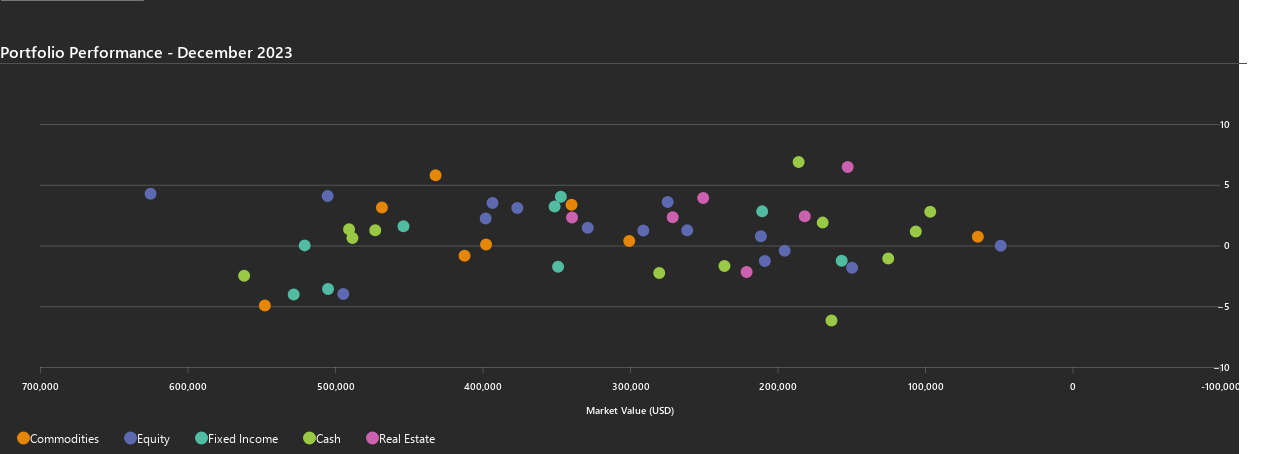 Portfolio Performance - December 2023
10
5
0
-5
-10
700,000 600,000 500,000 400,000 300,000 200,000 100,000 0 -100,000
Market Value (USD)
Commodities Equity Fixed Income Cash Real Estate